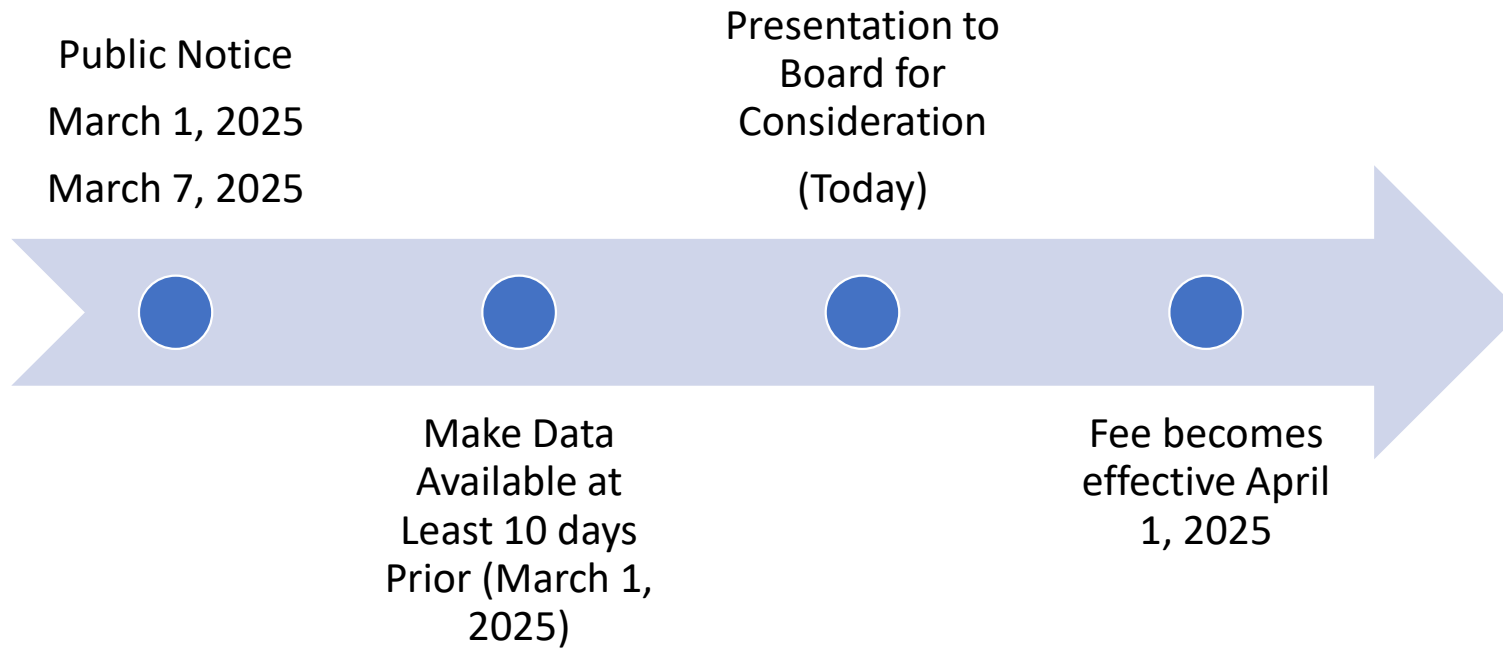 Public Notice
March 1, 2025
March 7, 2025
Make Data
Available at
Least 10 days
Prior (March 1,
2025)
Presentation to
Board for
Consideration
(Today)
Fee becomes
effective April
1, 2025